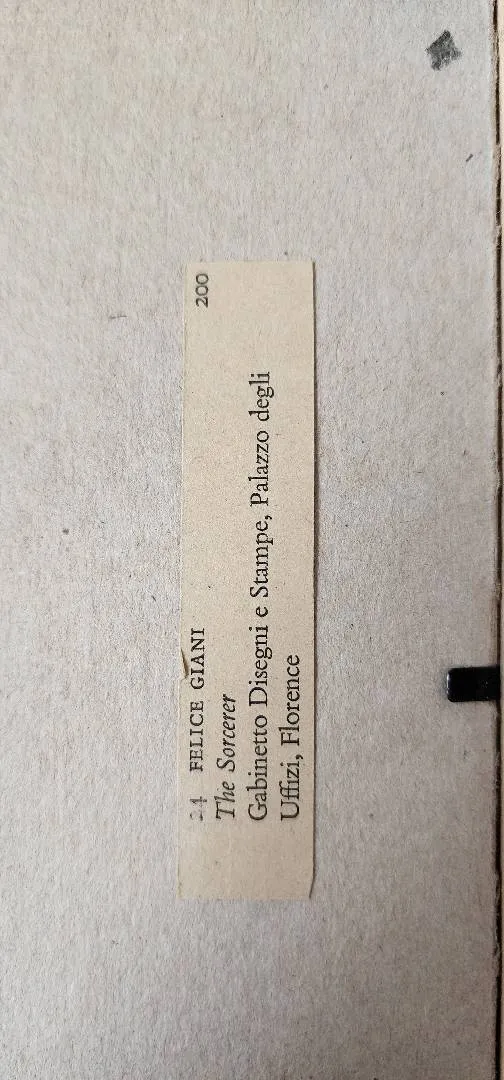 24 FELICE GIANI 200
The Sorcerer
Gabinetto Disegni e Stampe, Palazzo degli
Uffizi, Florence